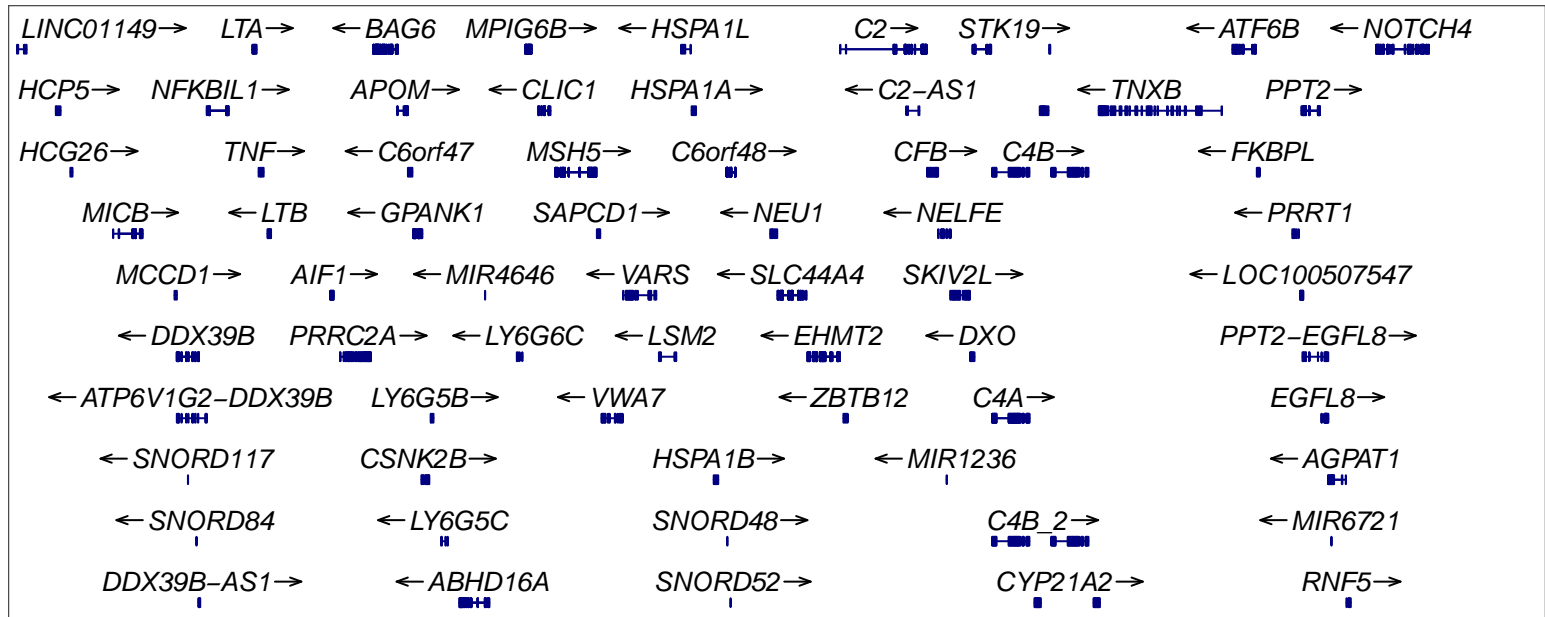 LINC01149→ LTA→ ←BAG6 MPIG6B→ ←HSPA1L C2→ STK19→ ←ATF6B ←NOTCH4
HCP5→ NFKBIL1→ APOM→ ←CLIC1 HSPA1A→ ←C2−AS1 ←TNXB PPT2→
HCG26→ TNF→ ←C6orf47 MSH5→ C6orf48→ CFB→ C4B→ ←FKBPL
MICB→ ←LTB ←GPANK1 SAPCD1→ ←NEU1 ←NELFE ←PRRT1
MCCD1→ AIF1→ ←MIR4646 ←VARS ←SLC44A4 SKIV2L→ ←LOC100507547
←DDX39B PRRC2A→ ←LY6G6C ←LSM2 ←EHMT2 ←DXO PPT2−EGFL8→
←ATP6V1G2−DDX39B LY6G5B→ ←VWA7 ←ZBTB12 C4A→ EGFL8→
←SNORD117 CSNK2B→ HSPA1B→ ←MIR1236 ←AGPAT1
←SNORD84 ←LY6G5C SNORD48→ C4B_2→ ←MIR6721
DDX39B−AS1→ ←ABHD16A SNORD52→ CYP21A2→ RNF5→